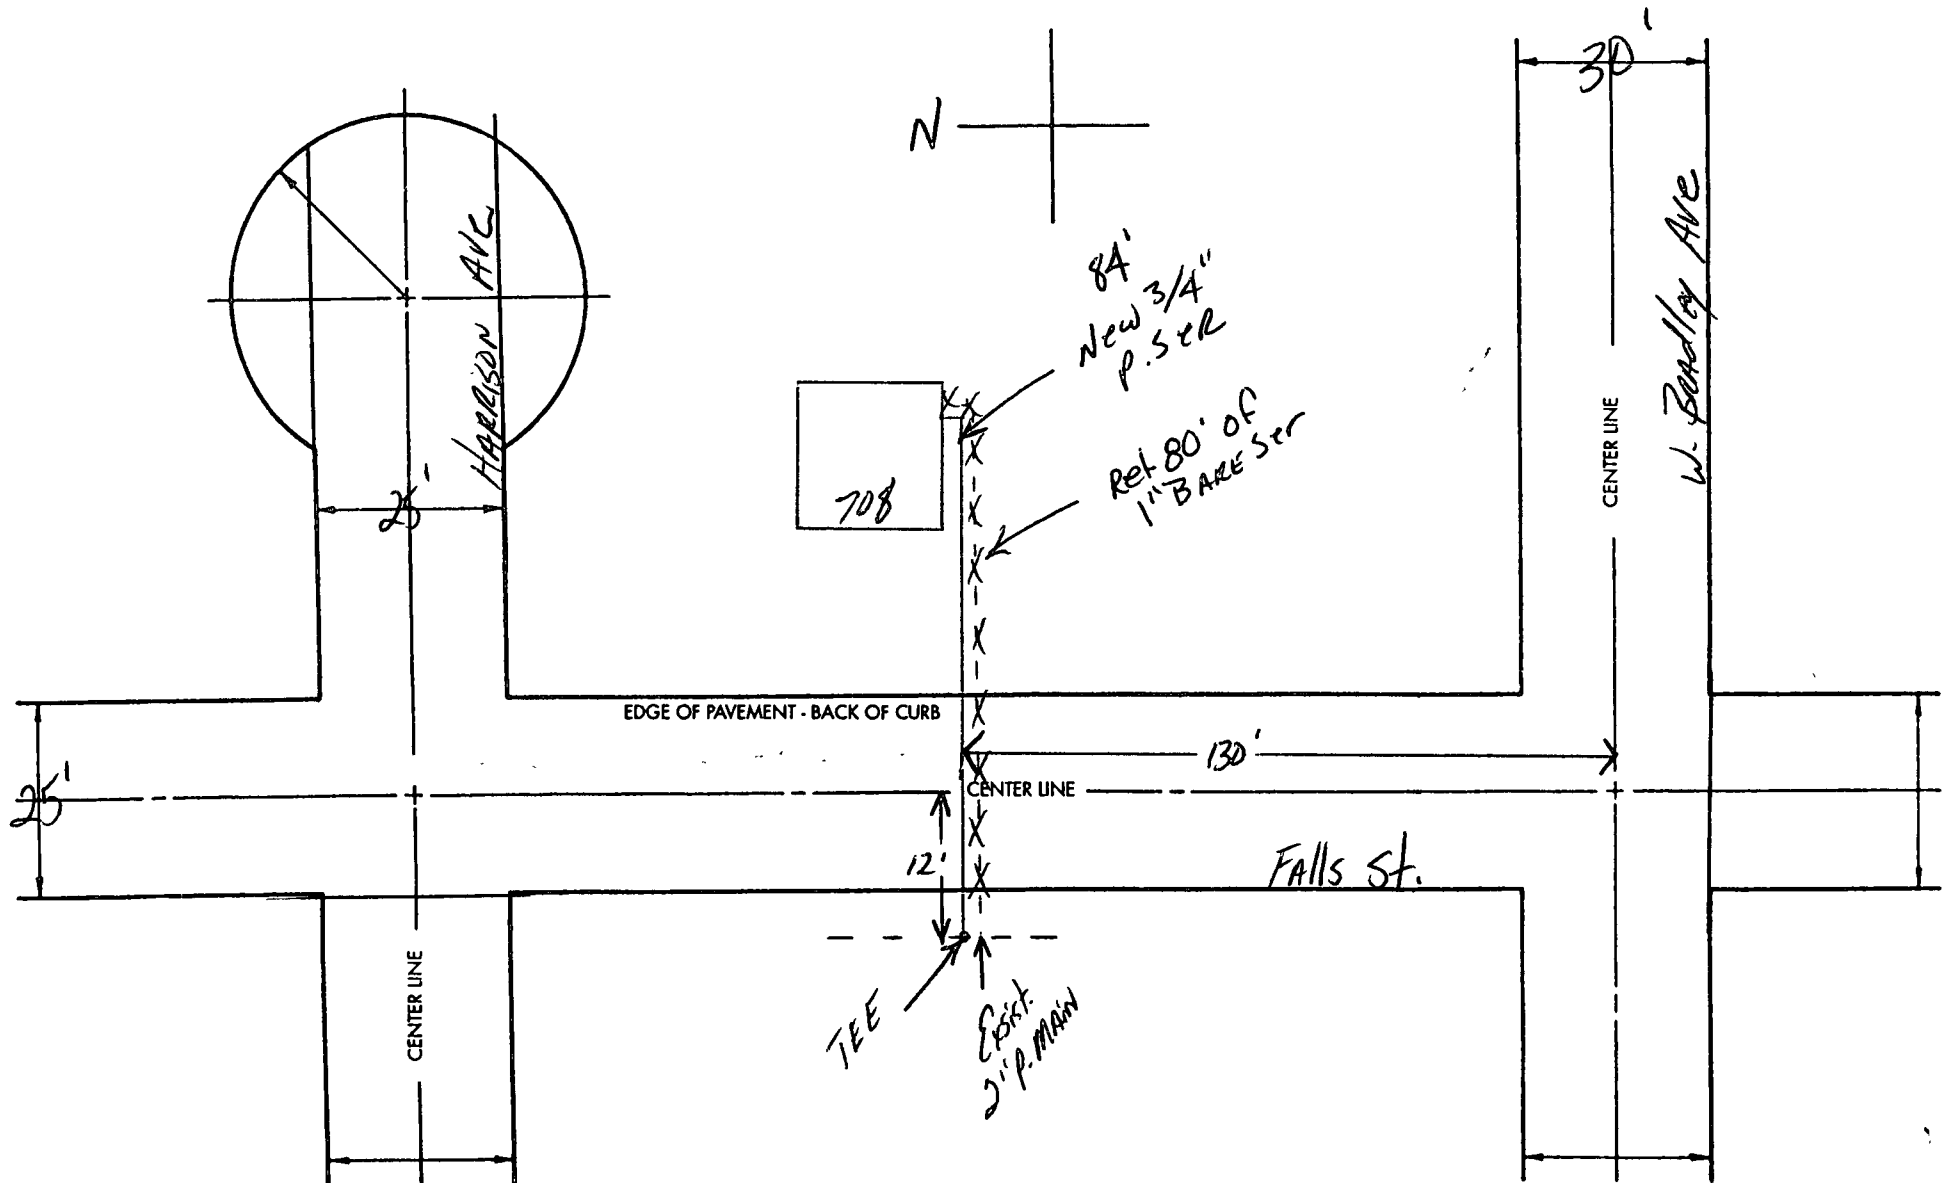 30'
N
HARRISON AVE
W. Bradley Ave
84'
New 3/4"
P. Ser
Ret 80' of
1" BARE Ser
CENTER LINE
708
25'
EDGE OF PAVEMENT - BACK OF CURB
130'
25'
CENTER LINE
12'
Falls St.
CENTER LINE
TEE
Exist.
2" P. MAIN